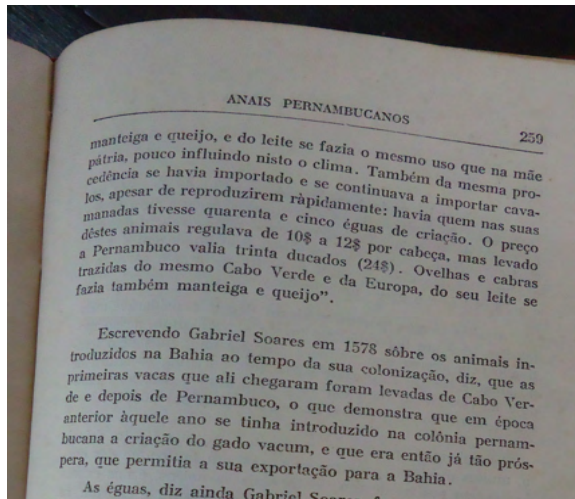 ANAIS PERNAMBUCANOS
259
manteiga e queijo, e do leite se fazia o mesmo uso que na mãe
pátria, pouco influindo nisto o clima. Também da mesma pro-
cedência se havia importado e se continuava a importar cava-
los, apesar de reproduzirem ràpidamente: havia quem nas suas
manadas tivesse quarenta e cinco éguas de criação. O preço
dêstes animais regulava de 10$ a 12$ por cabeça, mas levado
a Pernambuco valia trinta ducados (24$). Ovelhas e cabras
trazidas do mesmo Cabo Verde e da Europa, do seu leite se
fazia também manteiga e queijo”.
Escrevendo Gabriel Soares em 1578 sôbre os animais in-
troduzidos na Bahia ao tempo da sua colonização, diz, que as
primeiras vacas que ali chegaram foram levadas de Cabo Ver-
de e depois de Pernambuco, o que demonstra que em época
anterior àquele ano se tinha introduzido na colônia pernam-
bucana a criação do gado vacum, e que era então já tão prós-
pera, que permitia a sua exportação para a Bahia.
As éguas, diz ainda Gabriel